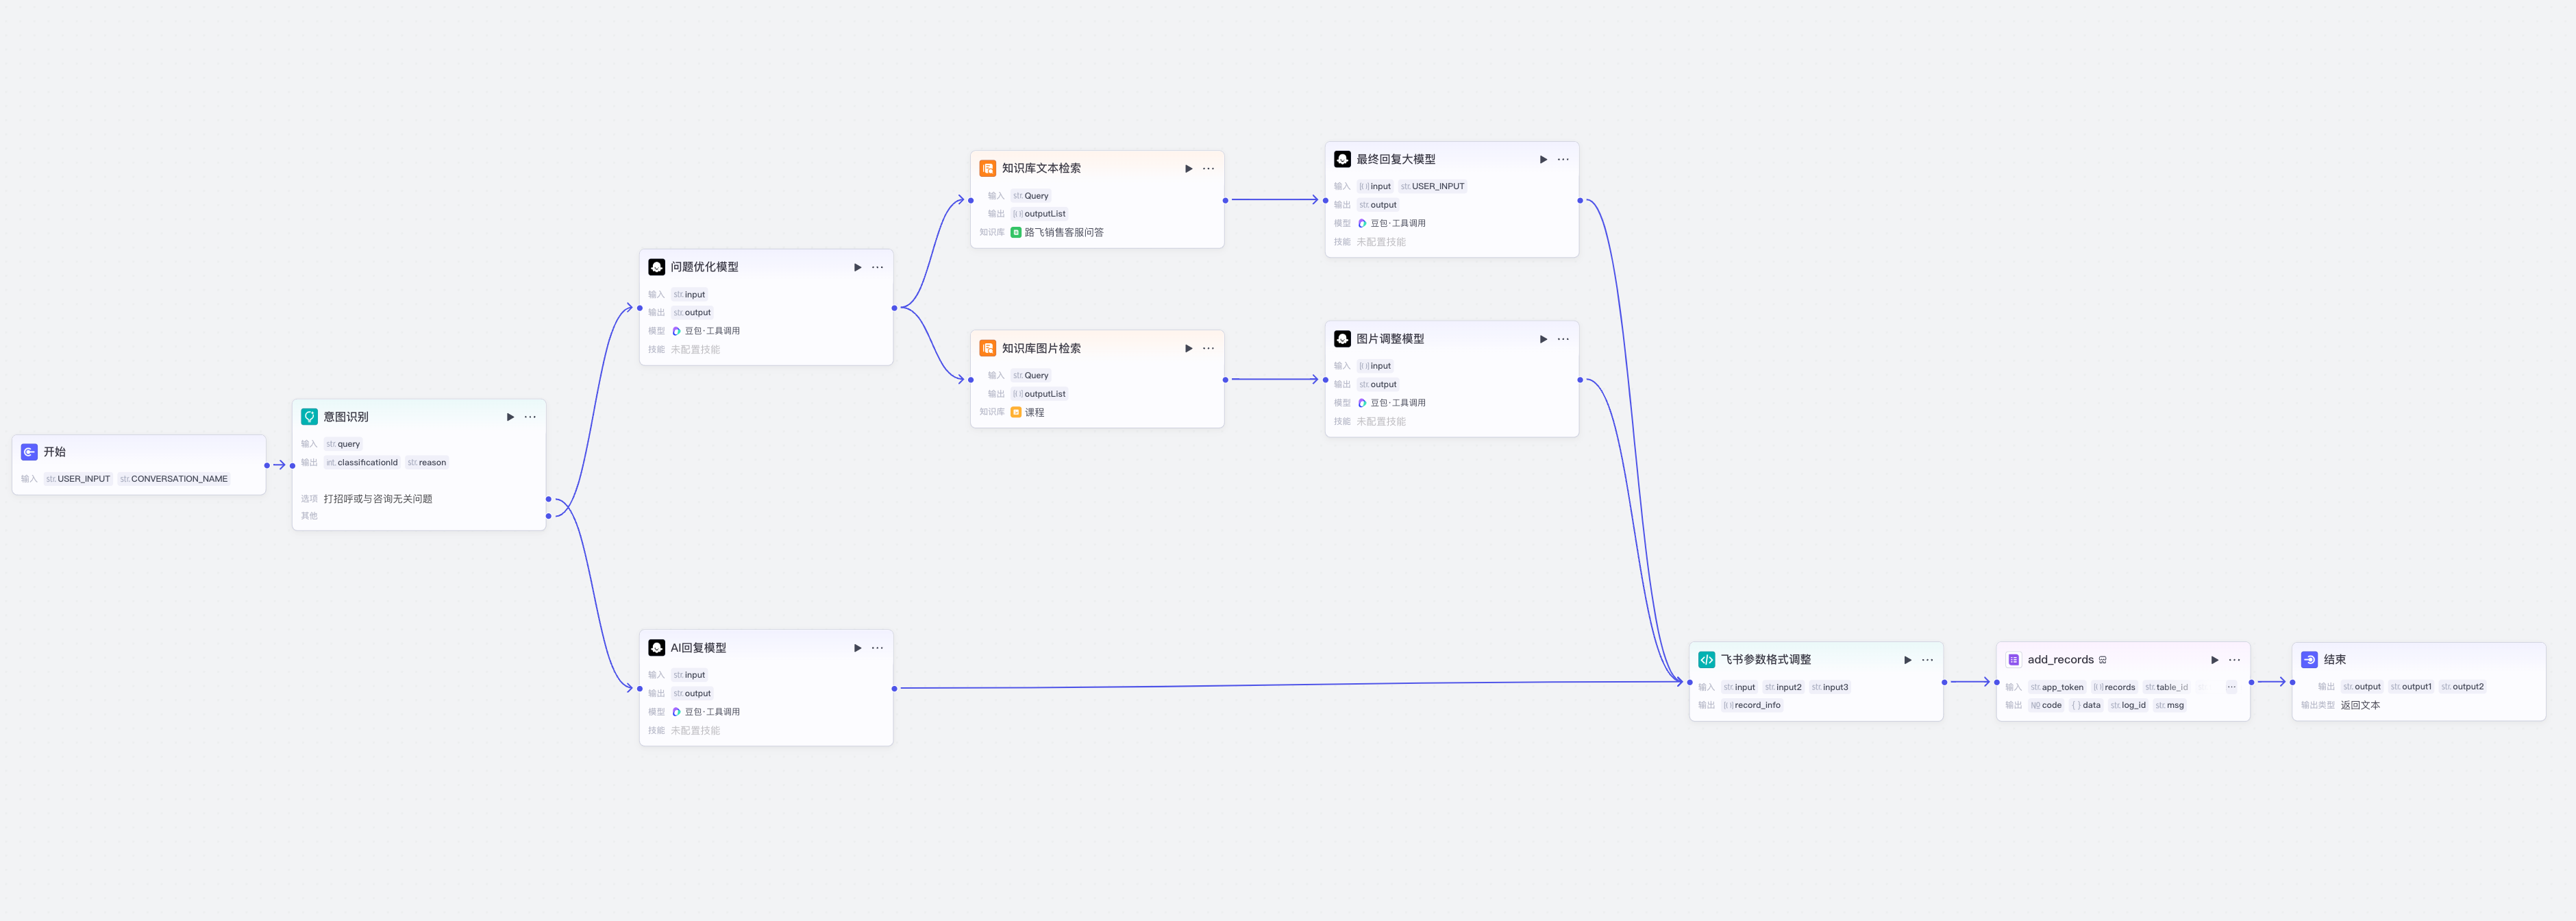 开始
输入 str. USER_INPUT str. CONVERSATION_NAME
意图识别
输入 str. query
输出 int. classificationId str. reason
选项 打招呼或与咨询无关问题
其他
问题优化模型
输入 str. input
输出 str. output
模型 豆包·工具调用
技能 未配置技能
AI回复模型
输入 str. input
输出 str. output
模型 豆包·工具调用
技能 未配置技能
知识库文本检索
输入 str. Query
输出 [{}] outputList
知识库 路飞销售客服问答
知识库图片检索
输入 str. Query
输出 [{}] outputList
知识库 课程
最终回复大模型
输入 [{}] input str. USER_INPUT
输出 str. output
模型 豆包·工具调用
技能 未配置技能
图片调整模型
输入 [{}] input
输出 str. output
模型 豆包·工具调用
技能 未配置技能
飞书参数格式调整
输入 str. input str. input2 str. input3
输出 [{}] record_info
add_records
输入 str. app_token [{}] records str. table_id ...
输出 № code { } data str. log_id str. msg
结束
输出 str. output str. output1 str. output2
输出类型 返回文本